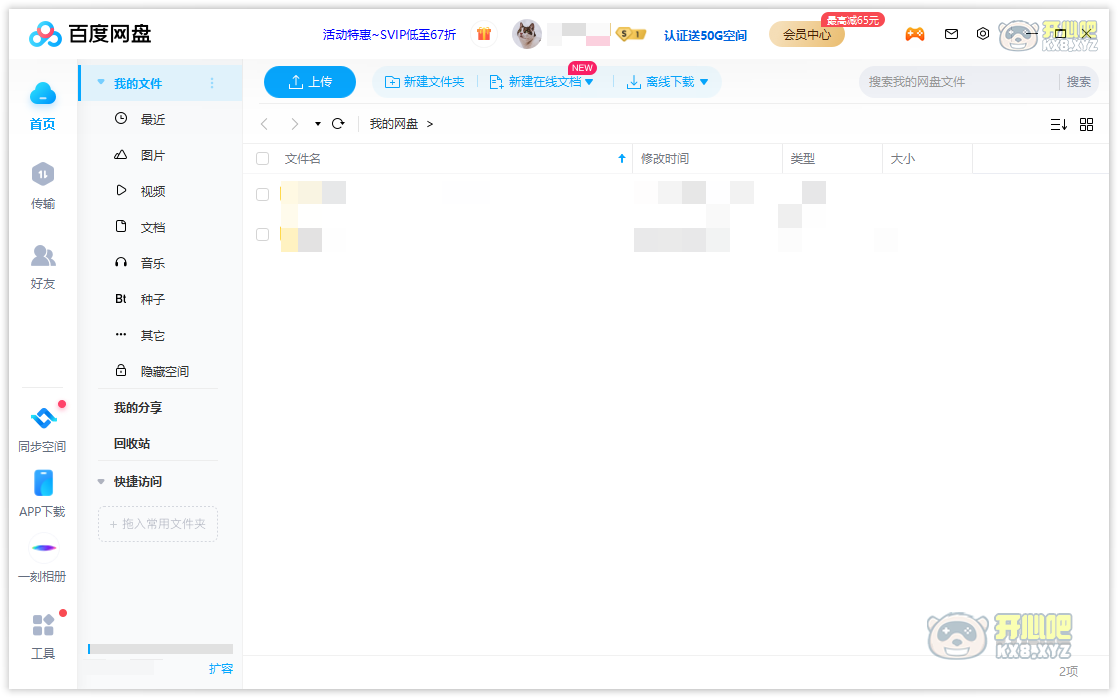 百度网盘
活动特惠~SVIP低至67折
S 1
认证送50G空间
会员中心
最高减65元
开心吧
KX8.XYZ
首页
传输
好友
同步空间
APP下载
一刻相册
工具
我的文件
最近
图片
视频
文档
音乐
Bt 种子
其它
隐藏空间
我的分享
回收站
快捷访问
+ 拖入常用文件夹
扩容
上传
新建文件夹
新建在线文档
NEW
离线下载
搜索我的网盘文件
搜索
我的网盘 >
文件名
修改时间
类型
大小
开心吧
KX8.XYZ
2项